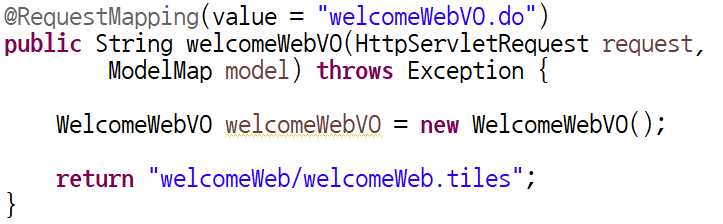 @RequestMapping(value = "welcomeWebVO.do")
public String welcomeWebVO(HttpServletRequest request,
        ModelMap model) throws Exception {
    WelcomeWebVO welcomeWebVO = new WelcomeWebVO();
    return "welcomeWeb/welcomeWeb.tiles";
}